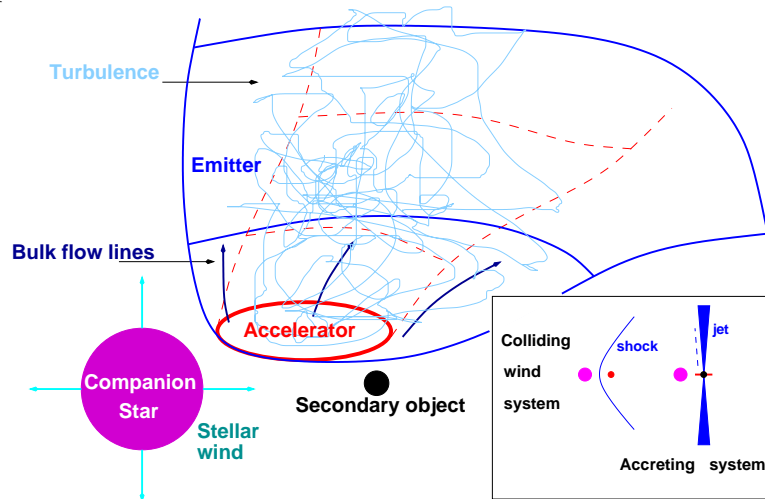 Turbulence
Emitter
Bulk flow lines
Accelerator
Companion
Star
Stellar
wind
Secondary object
Colliding
wind
system
shock
jet
Accreting system